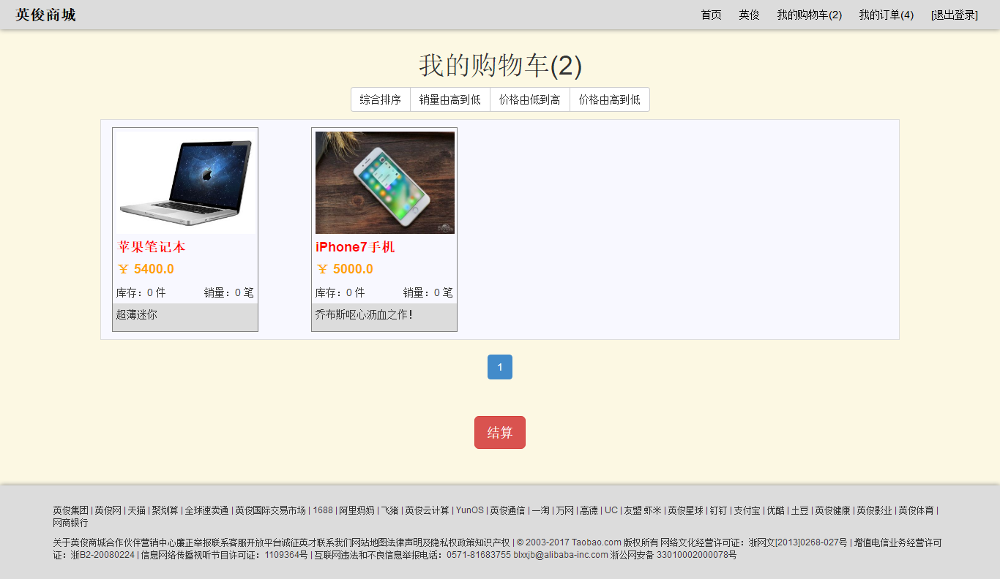 英俊商城
首页 英俊 我的购物车(2) 我的订单(4) [退出登录]
我的购物车(2)
综合排序 销量由高到低 价格由低到高 价格由高到低
苹果笔记本
¥ 5400.0
库存：0 件 销量：0 笔
超薄迷你
iPhone7手机
¥ 5000.0
库存：0 件 销量：0 笔
乔布斯呕心沥血之作！
1
结算
英俊集团 | 英俊网 | 天猫 | 聚划算 | 全球速卖通 | 英俊国际交易市场 | 1688 | 阿里妈妈 | 飞猪 | 英俊云计算 | YunOS | 英俊通信 | 一淘 | 万网 | 高德 | UC | 友盟 虾米 | 英俊星球 | 钉钉 | 支付宝 | 优酷 | 土豆 | 英俊健康 | 英俊影业 | 英俊体育 |
网商银行
关于英俊商城合作伙伴营销中心廉正举报联系客服开放平台诚征英才联系我们网站地图法律声明及隐私权政策知识产权 | © 2003-2017 Taobao.com 版权所有 网络文化经营许可证：浙网文[2013]0268-027号 | 增值电信业务经营许可
证：浙B2-20080224 | 信息网络传播视听节目许可证：1109364号 | 互联网违法和不良信息举报电话：0571-81683755 blxxjb@alibaba-inc.com 浙公网安备 33010002000078号